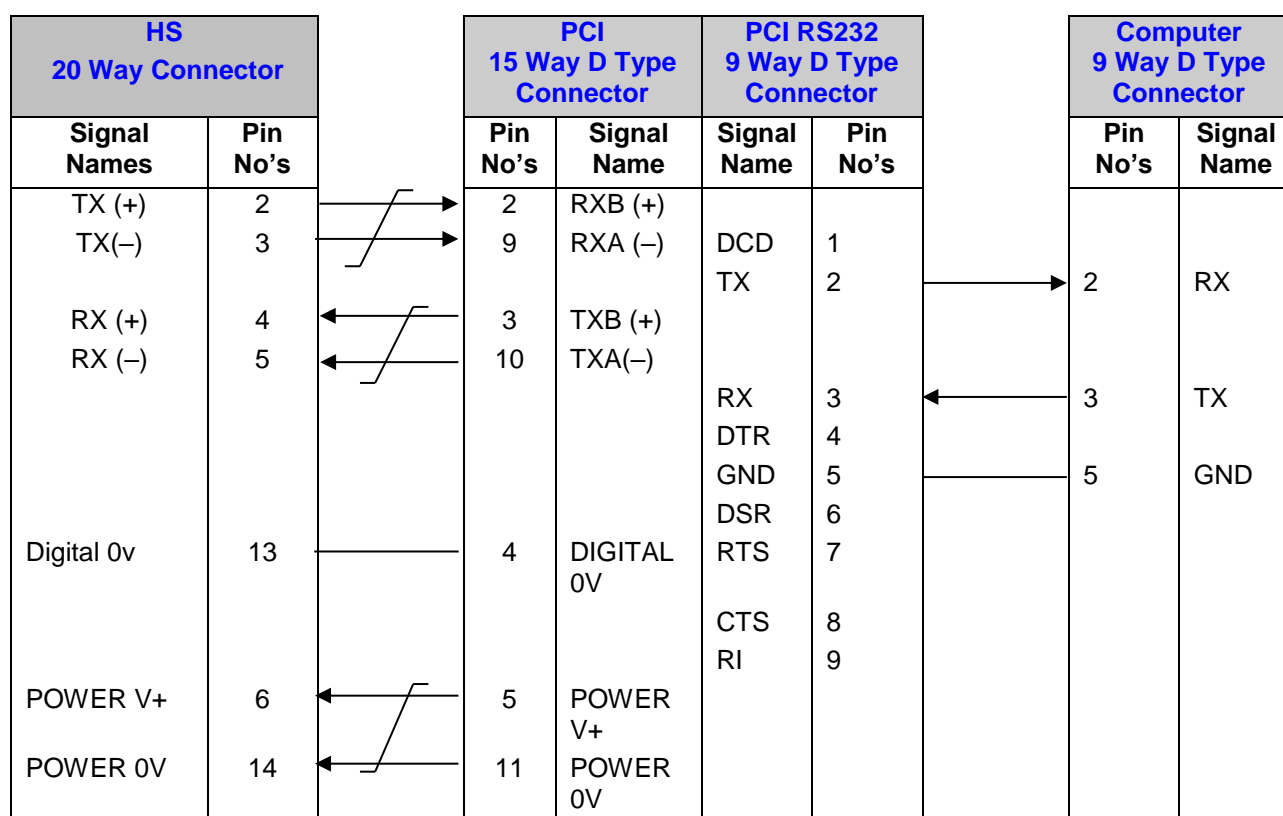 HS
20 Way Connector
PCI
15 Way D Type
Connector
PCI RS232
9 Way D Type
Connector
Computer
9 Way D Type
Connector
Signal
Names
Pin
No's
Pin
No's
Signal
Name
Signal
Name
Pin
No's
Pin
No's
Signal
Name
TX (+) 2 2 RXB (+)
TX(–) 3 9 RXA (–) DCD 1
TX 2 2 RX
RX (+) 4 3 TXB (+)
RX (–) 5 10 TXA(–)
RX 3 3 TX
DTR 4
GND 5 5 GND
DSR 6
Digital 0v 13 4 DIGITAL RTS 7
0V
CTS 8
RI 9
POWER V+ 6 5 POWER
V+
POWER 0V 14 11 POWER
0V